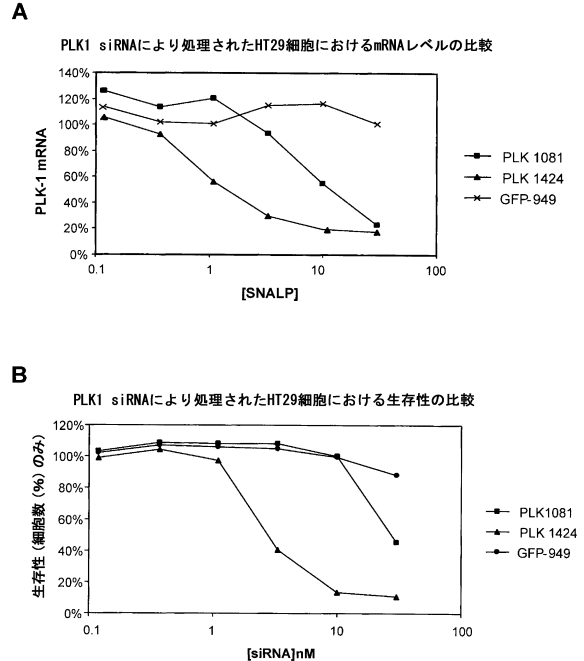 A
PLK1 siRNAにより処理されたHT29細胞におけるmRNAレベルの比較
140%
120%
100%
80%
60%
40%
20%
0%
PLK-1 mRNA
0.1
1
10
100
[SNALP]
PLK 1081
PLK 1424
GFP-949
B
PLK1 siRNAにより処理されたHT29細胞における生存性の比較
120%
100%
80%
60%
40%
20%
0%
生存性 (細胞数 (%) のみ)
0.1
1
10
100
[siRNA]nM
PLK1081
PLK 1424
GFP-949